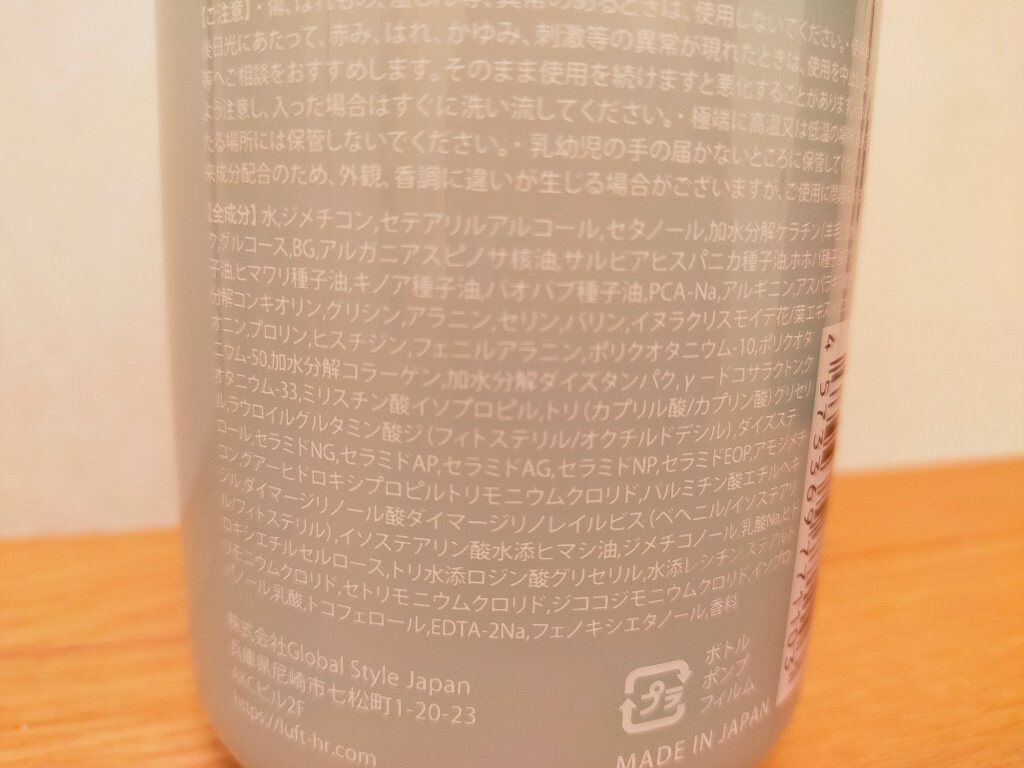 【ご注意】・傷、はれもの、湿しん等、異常のあるときは、使用しないでください。
後日光にあたって、赤み、はれ、かゆみ、刺激等の異常が現れたときは、使用を中
等へご相談をおすすめします。そのまま使用を続けますと悪化することがあります
よう注意し、入った場合はすぐに洗い流してください。・極端に高温又は低温の場
たる場所には保管しないでください。・乳幼児の手の届かないところに保管して
来成分配合のため、外観、香調に違いが生じる場合がございますが、ご使用に問題
【全成分】水,ジメチコン,セテアリルアルコール,セタノール,加水分解ケラチン(羊毛
ク,グルコース,BG,アルガニアスピノサ核油,サルビアヒスパニカ種子油,ホホバ種子
子油,ヒマワリ種子油,キノア種子油,バオバブ種子油,PCA-Na,アルギニン,アスパラ
分解コンキオリン,グリシン,アラニン,セリン,バリン,イヌラクリスモイデ花/葉エキス
オニン,プロリン,ヒスチジン,フェニルアラニン,ポリクオタニウム-10,ポリクオタ
ニウム-50,加水分解コラーゲン,加水分解ダイズタンパク,γ-ドコサラクトン,ク
オタニウム-33,ミリスチン酸イソプロピル,トリ(カプリル酸/カプリン酸)グリセリ
ル,ラウロイルグルタミン酸ジ(フィトステリル/オクチルドデシル),ダイズステ
ロール,セラミドNG,セラミドAP,セラミドAG,セラミドNP,セラミドEOP,アモジメチ
コン,グアーヒドロキシプロピルトリモニウムクロリド,パルミチン酸エチルヘキ
シル,ダイマージリノール酸ダイマージリノレイルビス(ベヘニル/イソステアリ
ル/フィトステリル),イソステアリン酸水添ヒマシ油,ジメチコノール,乳酸Na,ヒド
ロキシエチルセルロース,トリ水添ロジン酸グリセリル,水添レシチン,ステアルト
リモニウムクロリド,セトリモニウムクロリド,ジココジモニウムクロリド,イソプロ
パノール,乳酸,トコフェロール,EDTA-2Na,フェノキシエタノール,香料
株式会社Global Style Japan
兵庫県尼崎市七松町1-20-23
AKCビル2F
https://luft-hr.com
プラ
ボトル
ポンプ
フィルム
MADE IN JAPAN